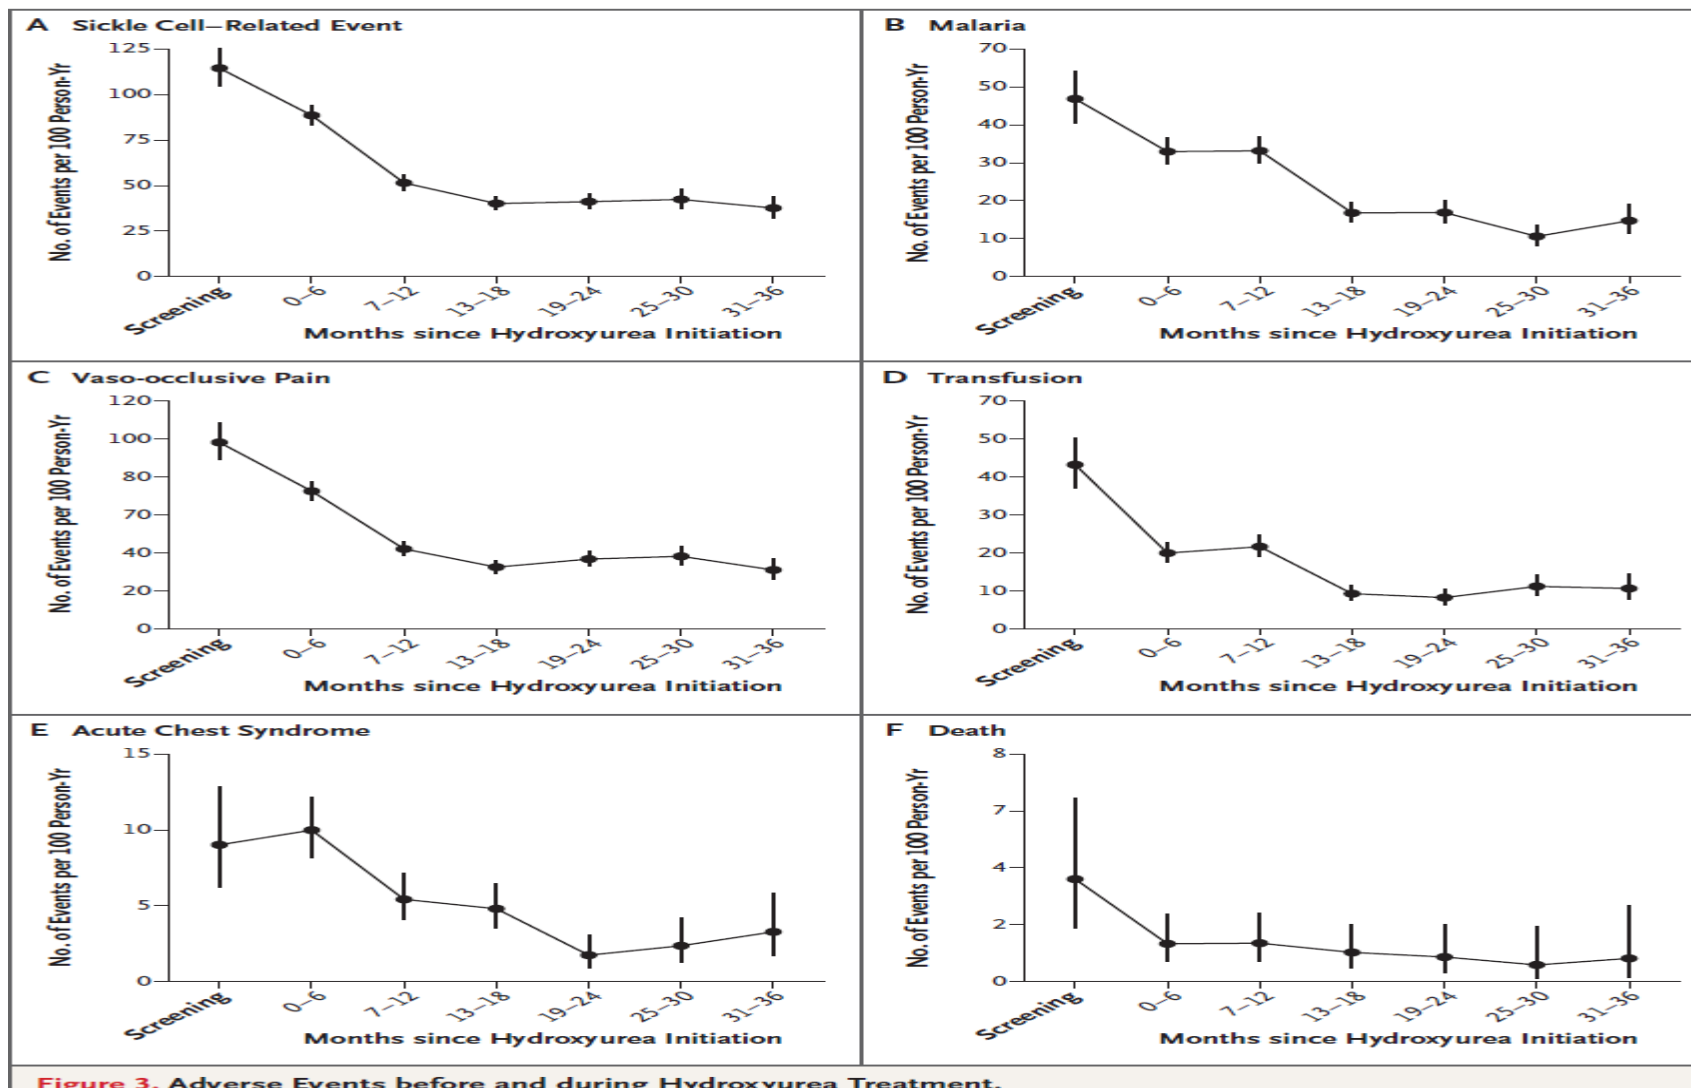 A Sickle Cell–Related Event
No. of Events per 100 Person-Yr
125
100
75
50
25
0
Screening
0–6
7–12
13–18
19–24
25–30
31–36
Months since Hydroxyurea Initiation
B Malaria
No. of Events per 100 Person-Yr
70
50
40
30
20
10
0
Screening
0–6
7–12
13–18
19–24
25–30
31–36
Months since Hydroxyurea Initiation
C Vaso-occlusive Pain
No. of Events per 100 Person-Yr
120
100
80
70
40
20
0
Screening
0–6
7–12
13–18
19–24
25–30
31–36
Months since Hydroxyurea Initiation
D Transfusion
No. of Events per 100 Person-Yr
70
50
40
30
20
10
0
Screening
0–6
7–12
13–18
19–24
25–30
31–36
Months since Hydroxyurea Initiation
E Acute Chest Syndrome
No. of Events per 100 Person-Yr
15
10
5
0
Screening
0–6
7–12
13–18
19–24
25–30
31–36
Months since Hydroxyurea Initiation
F Death
No. of Events per 100 Person-Yr
8
7
4
2
0
Screening
0–6
7–12
13–18
19–24
25–30
31–36
Months since Hydroxyurea Initiation
Figure 3. Adverse Events before and during Hydroxyurea Treatment.